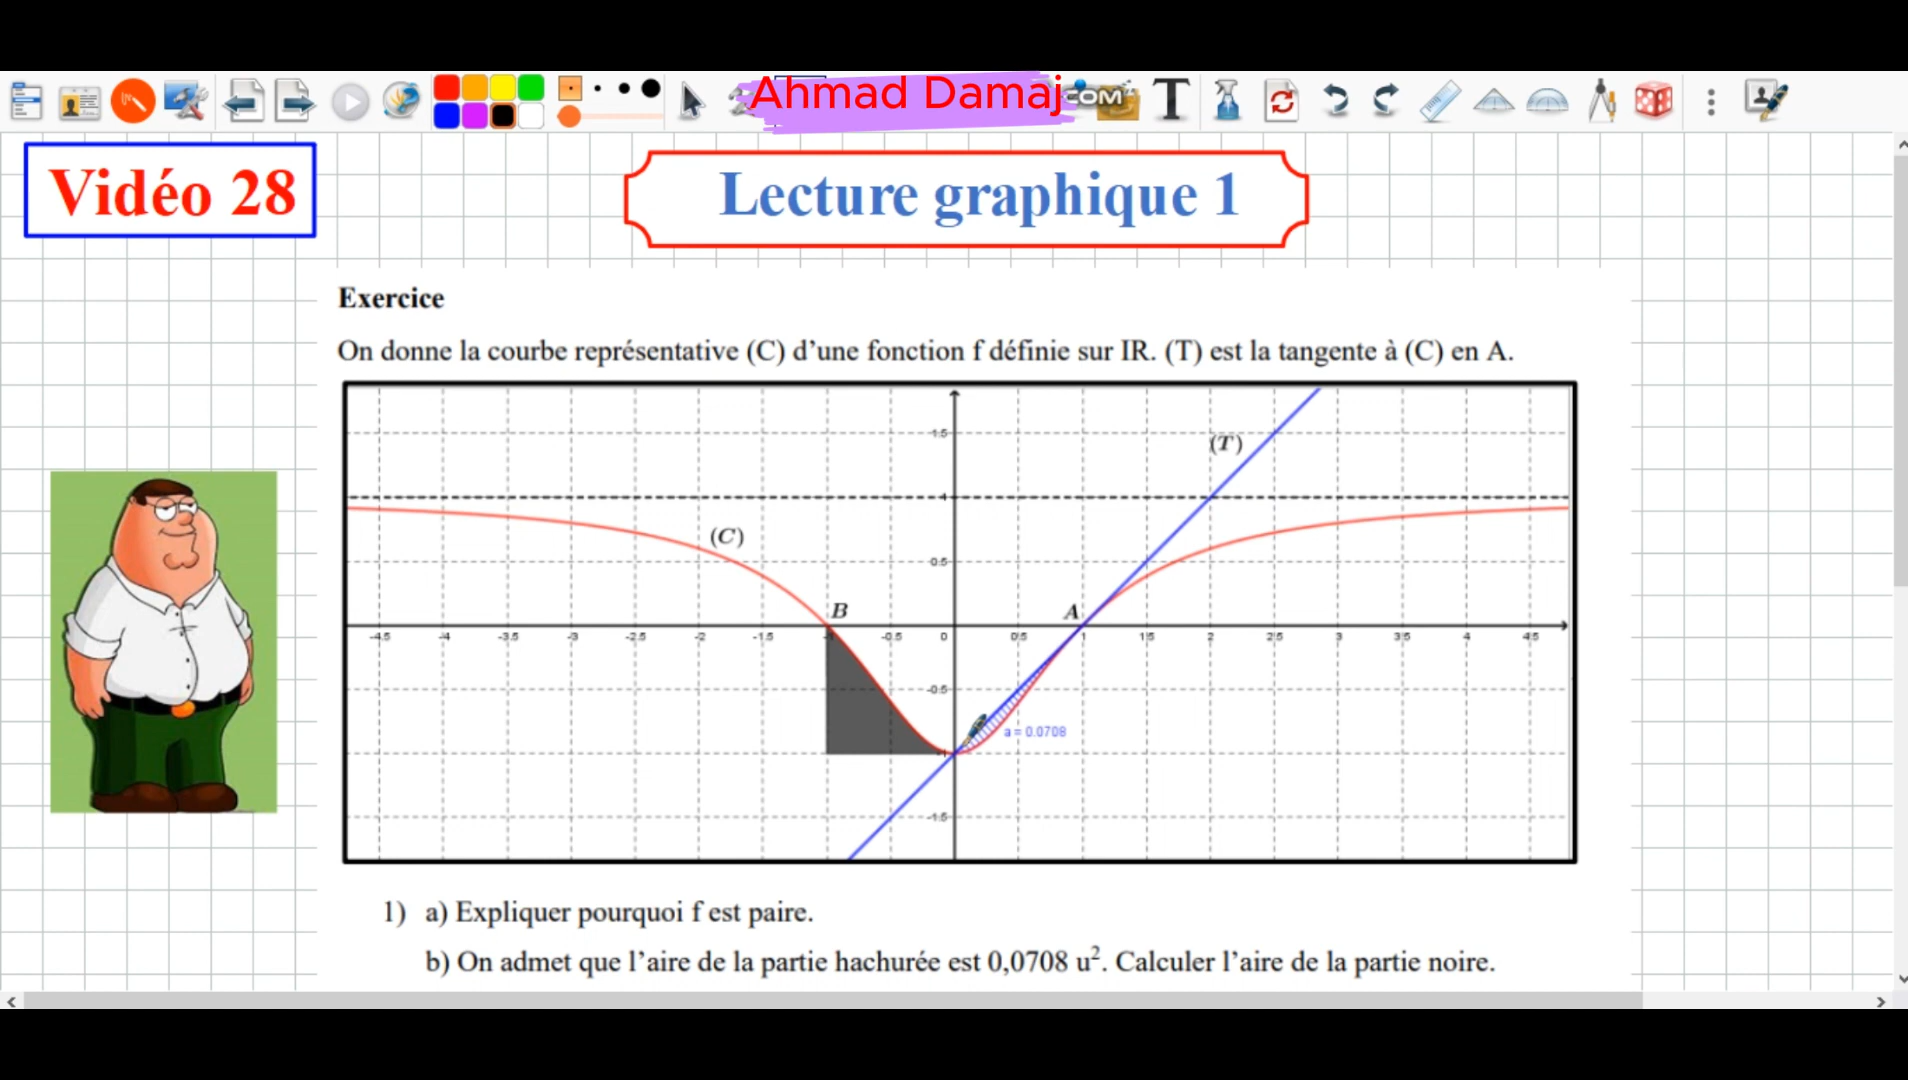 Ahmad Damaj
COM
T
Vidéo 28
Lecture graphique 1
Exercice
On donne la courbe représentative (C) d’une fonction f définie sur IR. (T) est la tangente à (C) en A.
1.5
(T)
1
(C)
0.5
B
A
-4.5 -4 -3.5 -3 -2.5 -2 -1.5 -1 -0.5 0 0.5 1 1.5 2 2.5 3 3.5 4 4.5
-0.5
a = 0.0708
-1
-1.5
1) a) Expliquer pourquoi f est paire.
b) On admet que l’aire de la partie hachurée est 0,0708 u². Calculer l’aire de la partie noire.